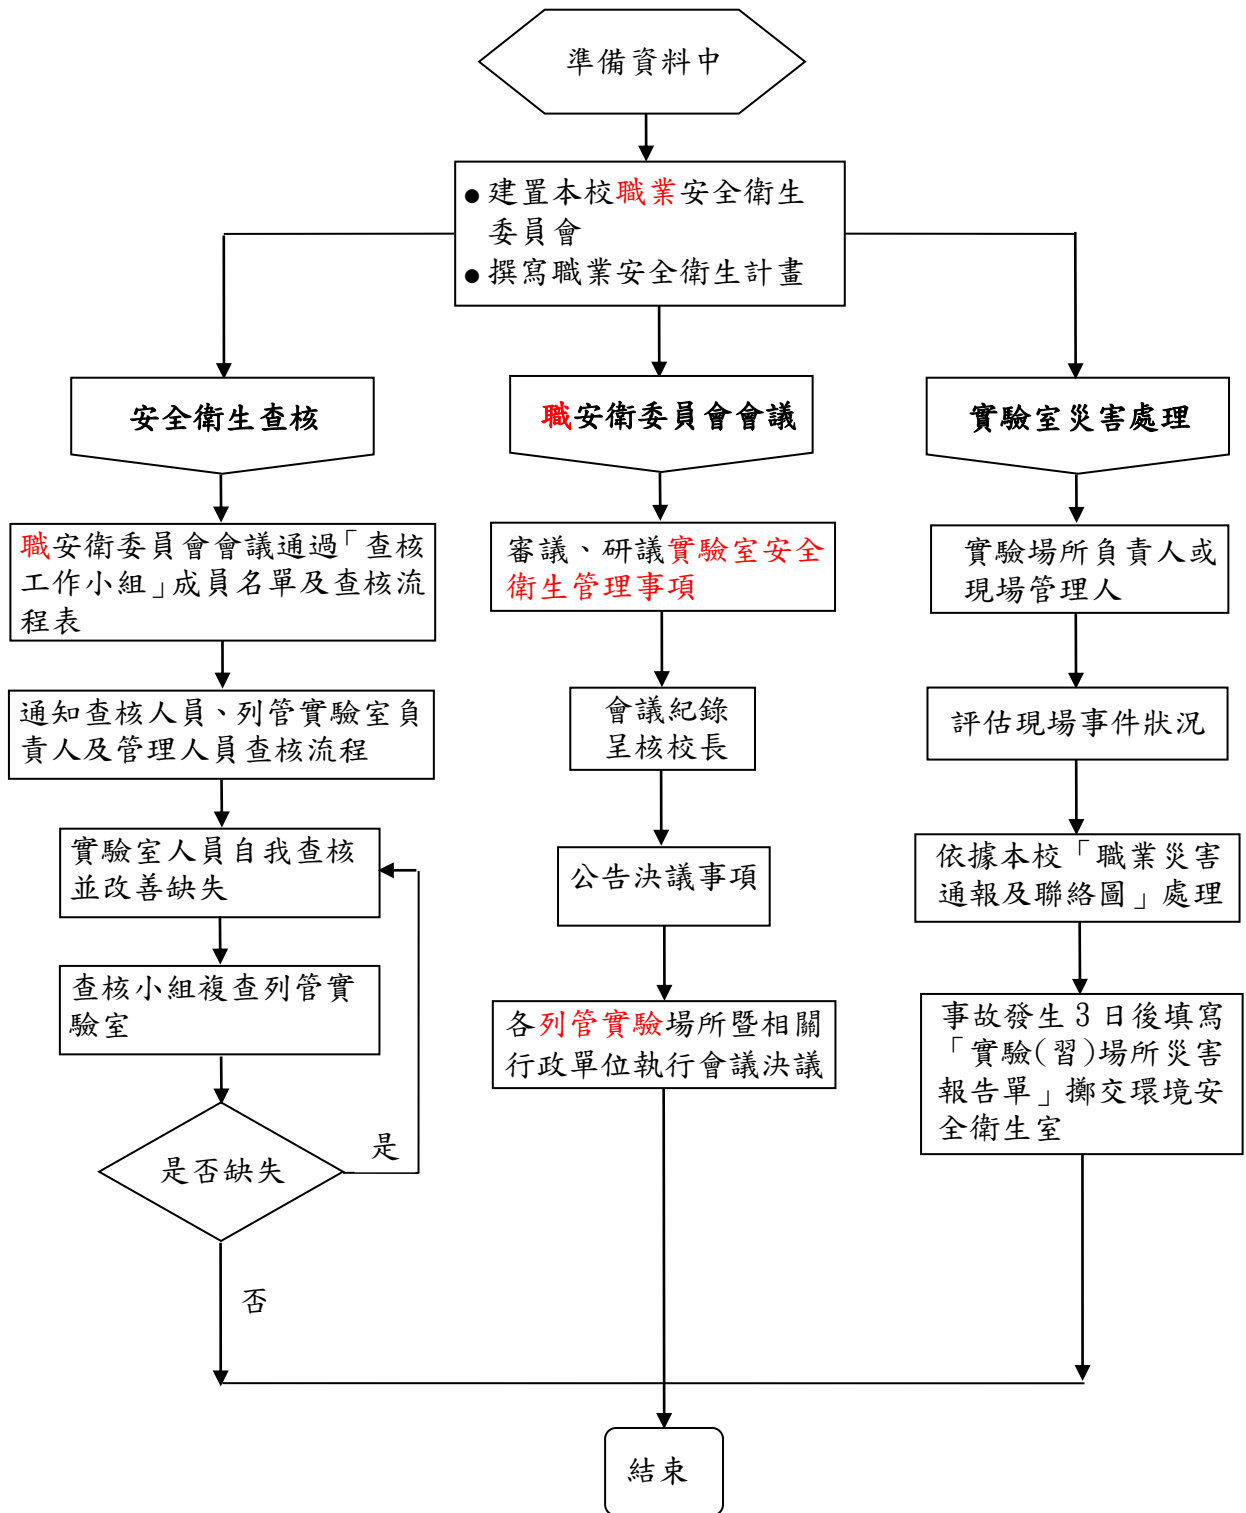 準備資料中
● 建置本校職業安全衛生
委員會
● 撰寫職業安全衛生計畫
安全衛生查核
職安衛委員會會議通過「查核
工作小組」成員名單及查核流
程表
通知查核人員、列管實驗室負
責人及管理人員查核流程
實驗室人員自我查核
並改善缺失
查核小組複查列管實
驗室
是否缺失
是
否
職安衛委員會會議
審議、研議實驗室安全
衛生管理事項
會議紀錄
呈核校長
公告決議事項
各列管實驗場所暨相關
行政單位執行會議決議
實驗室災害處理
實驗場所負責人或
現場管理人
評估現場事件狀況
依據本校「職業災害
通報及聯絡圖」處理
事故發生 3 日後填寫
「實驗(習)場所災害
報告單」擲交環境安
全衛生室
結束